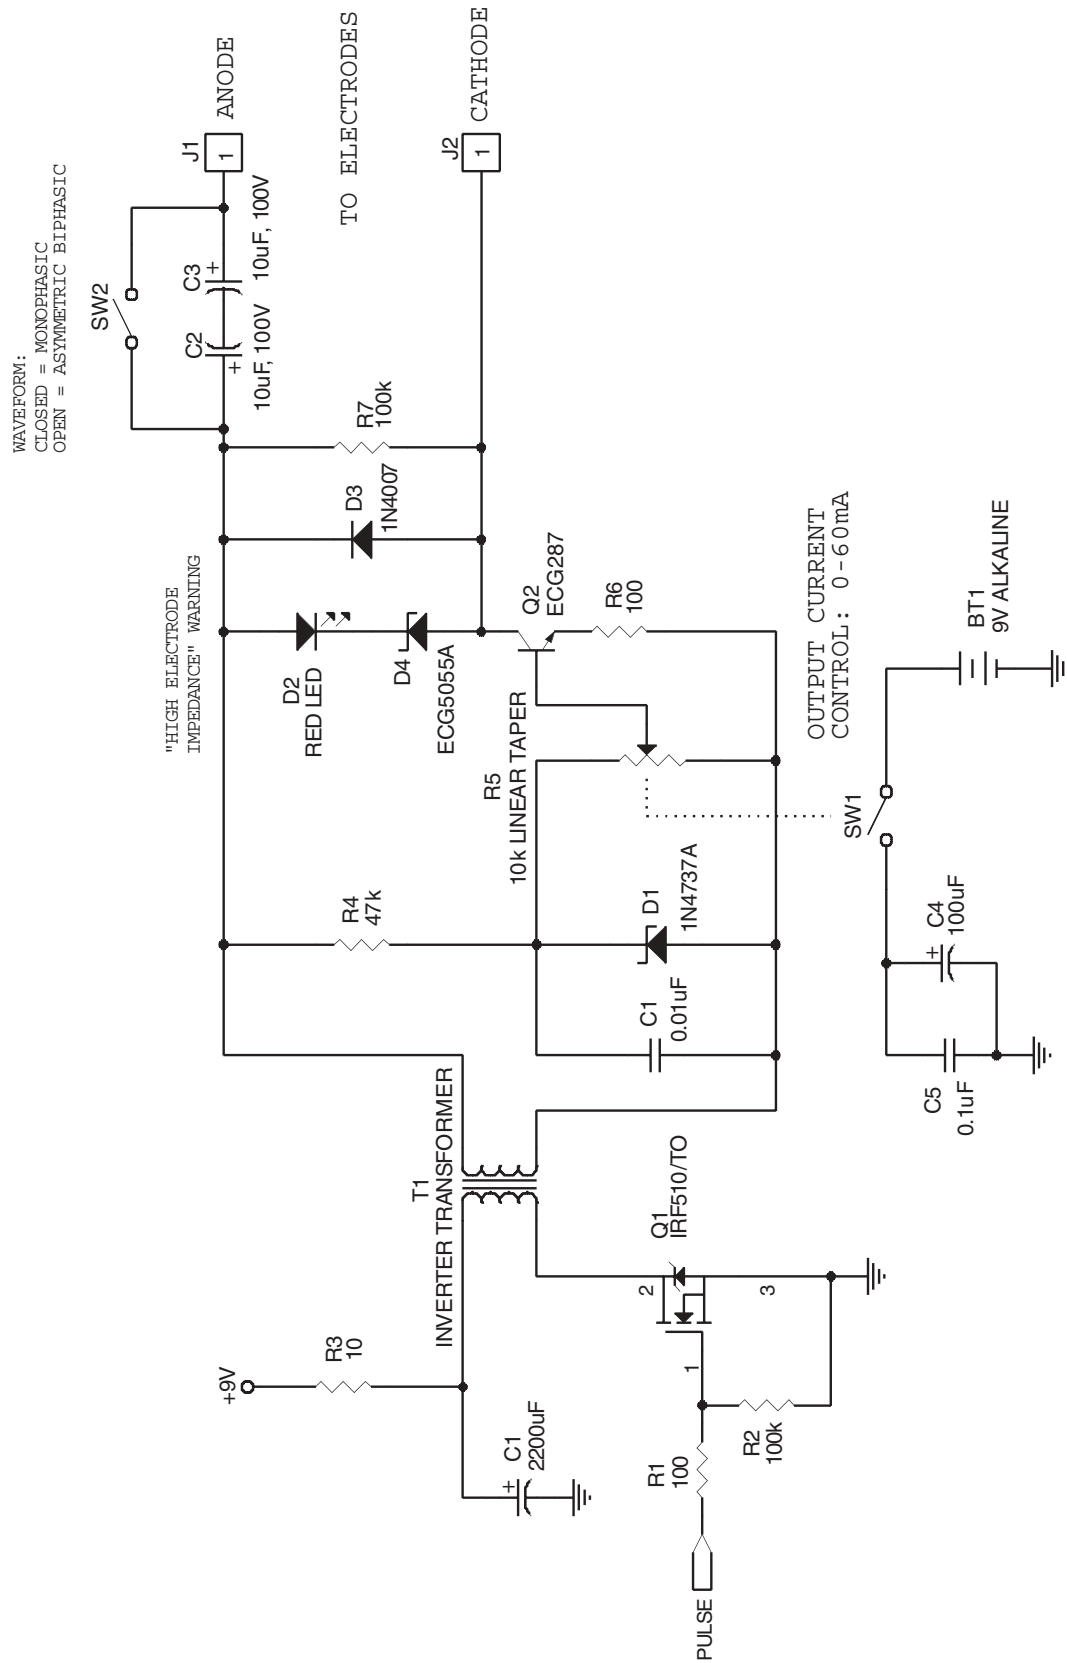 WAVEFORM:
CLOSED = MONOPHASIC
OPEN = ASYMMETRIC BIPHASIC
SW2
C2
10uF, 100V
+
C3
10uF, 100V
+
J1
1
ANODE
TO ELECTRODES
J2
1
CATHODE
"HIGH ELECTRODE
IMPEDANCE" WARNING
D2
RED LED
D4
ECG5055A
D3
1N4007
R7
100k
Q2
ECG287
R6
100
R5
10k LINEAR TAPER
R4
47k
D1
1N4737A
C1
0.01uF
OUTPUT CURRENT
CONTROL: 0-60mA
+9V
R3
10
C1
2200uF
+
T1
INVERTER TRANSFORMER
Q1
IRF510/TO
2
3
1
R1
100
R2
100k
PULSE
C5
0.1uF
C4
100uF
+
SW1
BT1
9V ALKALINE